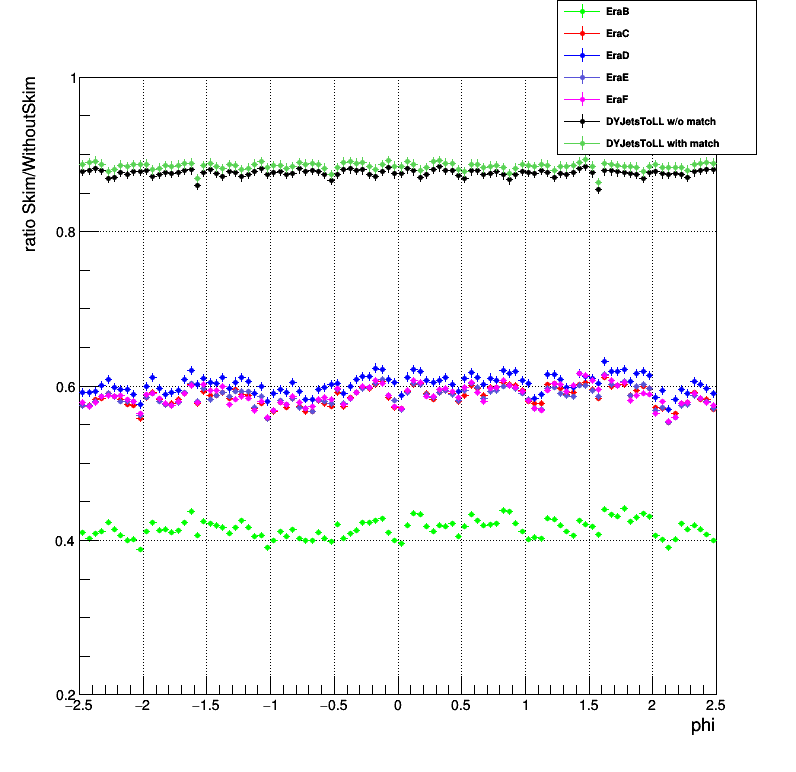 EraB
EraC
EraD
EraE
EraF
DYJetsToLL w/o match
DYJetsToLL with match
ratio Skim/WithoutSkim
1
0.8
0.6
0.4
0.2
−2.5 −2 −1.5 −1 −0.5 0 0.5 1 1.5 2 2.5
phi